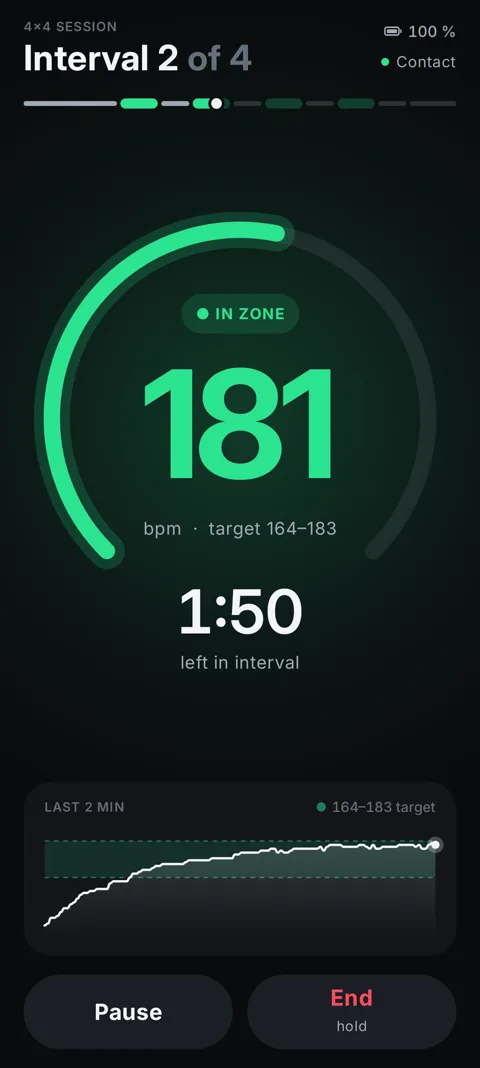 4×4 SESSION
100 %
Interval 2 of 4
Contact
IN ZONE
181
bpm · target 164–183
1:50
left in interval
LAST 2 MIN
164–183 target
Pause
End
hold